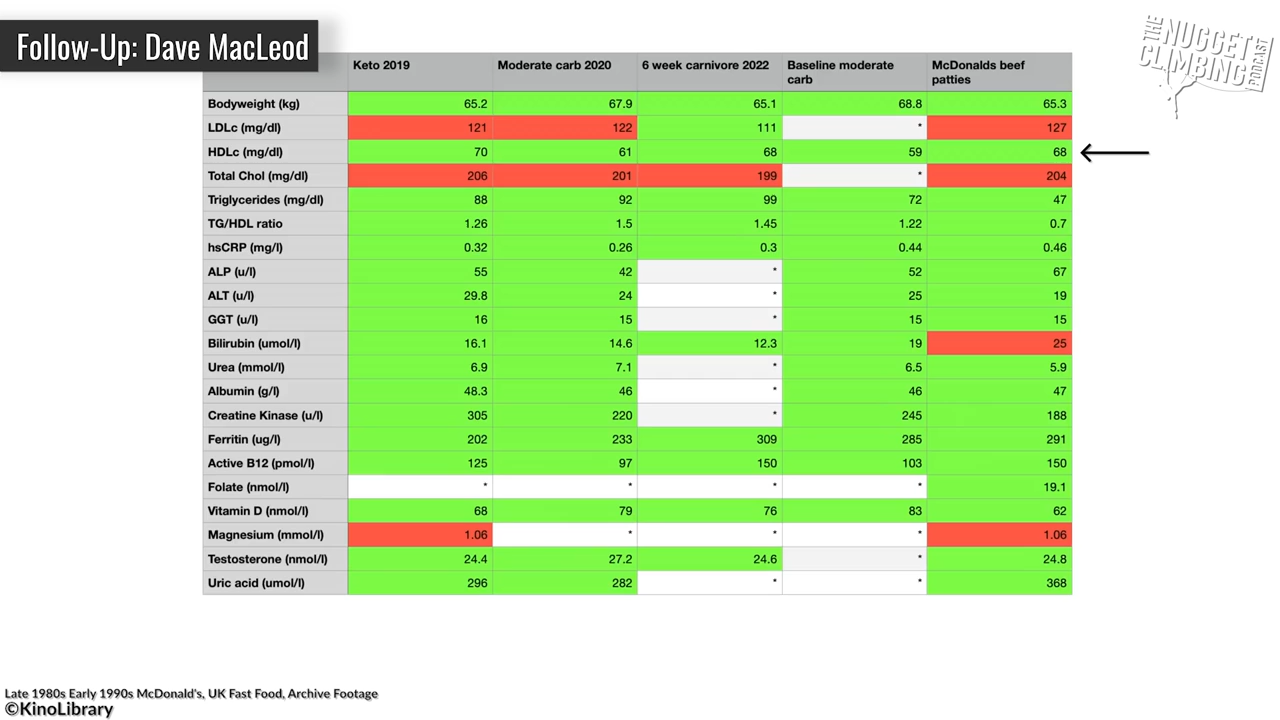 Follow-Up: Dave MacLeod
THE NUGGET CLIMBING PODCAST
Keto 2019 Moderate carb 2020 6 week carnivore 2022 Baseline moderate carb McDonalds beef patties
Bodyweight (kg) 65.2 67.9 65.1 68.8 65.3
LDLc (mg/dl) 121 122 111 * 127
HDLc (mg/dl) 70 61 68 59 68
Total Chol (mg/dl) 206 201 199 * 204
Triglycerides (mg/dl) 88 92 99 72 47
TG/HDL ratio 1.26 1.5 1.45 1.22 0.7
hsCRP (mg/l) 0.32 0.26 0.3 0.44 0.46
ALP (u/l) 55 42 * 52 67
ALT (u/l) 29.8 24 * 25 19
GGT (u/l) 16 15 * 15 15
Bilirubin (umol/l) 16.1 14.6 12.3 19 25
Urea (mmol/l) 6.9 7.1 * 6.5 5.9
Albumin (g/l) 48.3 46 * 46 47
Creatine Kinase (u/l) 305 220 * 245 188
Ferritin (ug/l) 202 233 309 285 291
Active B12 (pmol/l) 125 97 150 103 150
Folate (nmol/l) * * * * 19.1
Vitamin D (nmol/l) 68 79 76 83 62
Magnesium (mmol/l) 1.06 * * * 1.06
Testosterone (nmol/l) 24.4 27.2 24.6 * 24.8
Uric acid (umol/l) 296 282 * * 368
Late 1980s Early 1990s McDonald's, UK Fast Food, Archive Footage
©KinoLibrary